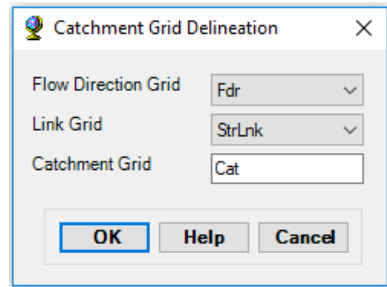 Catchment Grid Delineation
Flow Direction Grid Fdr
Link Grid StrLnk
Catchment Grid Cat
OK Help Cancel